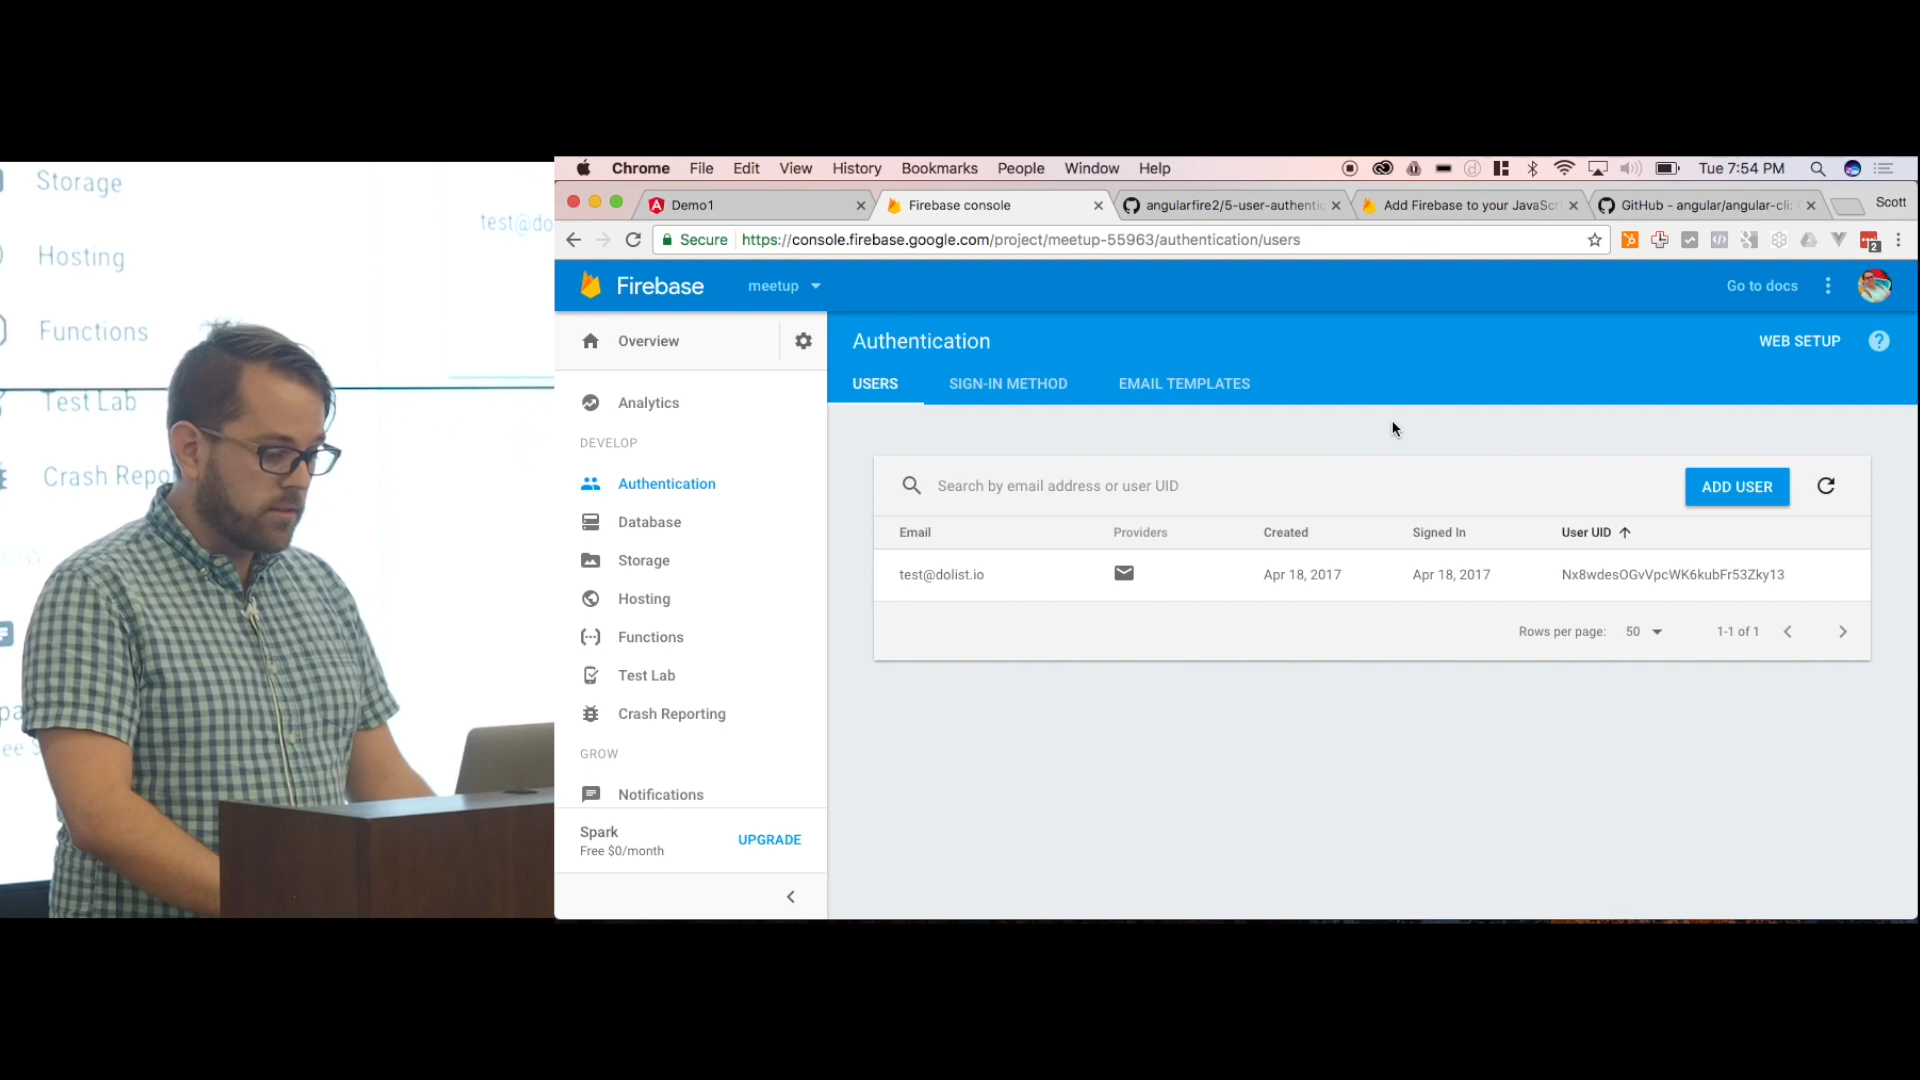 Storage
test@do
Hosting
Functions
Test Lab
Crash Repo
Chrome File Edit View History Bookmarks People Window Help Tue 7:54 PM
Demo1 Firebase console angularfire2/5-user-authentic Add Firebase to your JavaScri GitHub - angular/angular-cli: Scott
Secure https://console.firebase.google.com/project/meetup-55963/authentication/users 2
Firebase meetup Go to docs
Overview
Authentication WEB SETUP ?
USERS SIGN-IN METHOD EMAIL TEMPLATES
Analytics
DEVELOP
Authentication
Database
Storage
Hosting
Functions
Test Lab
Crash Reporting
GROW
Notifications
Spark
Free $0/month
UPGRADE
Search by email address or user UID ADD USER
Email Providers Created Signed In User UID
test@dolist.io Apr 18, 2017 Apr 18, 2017 Nx8wdesOGvVpcWK6kubFr53Zky13
Rows per page: 50 1-1 of 1